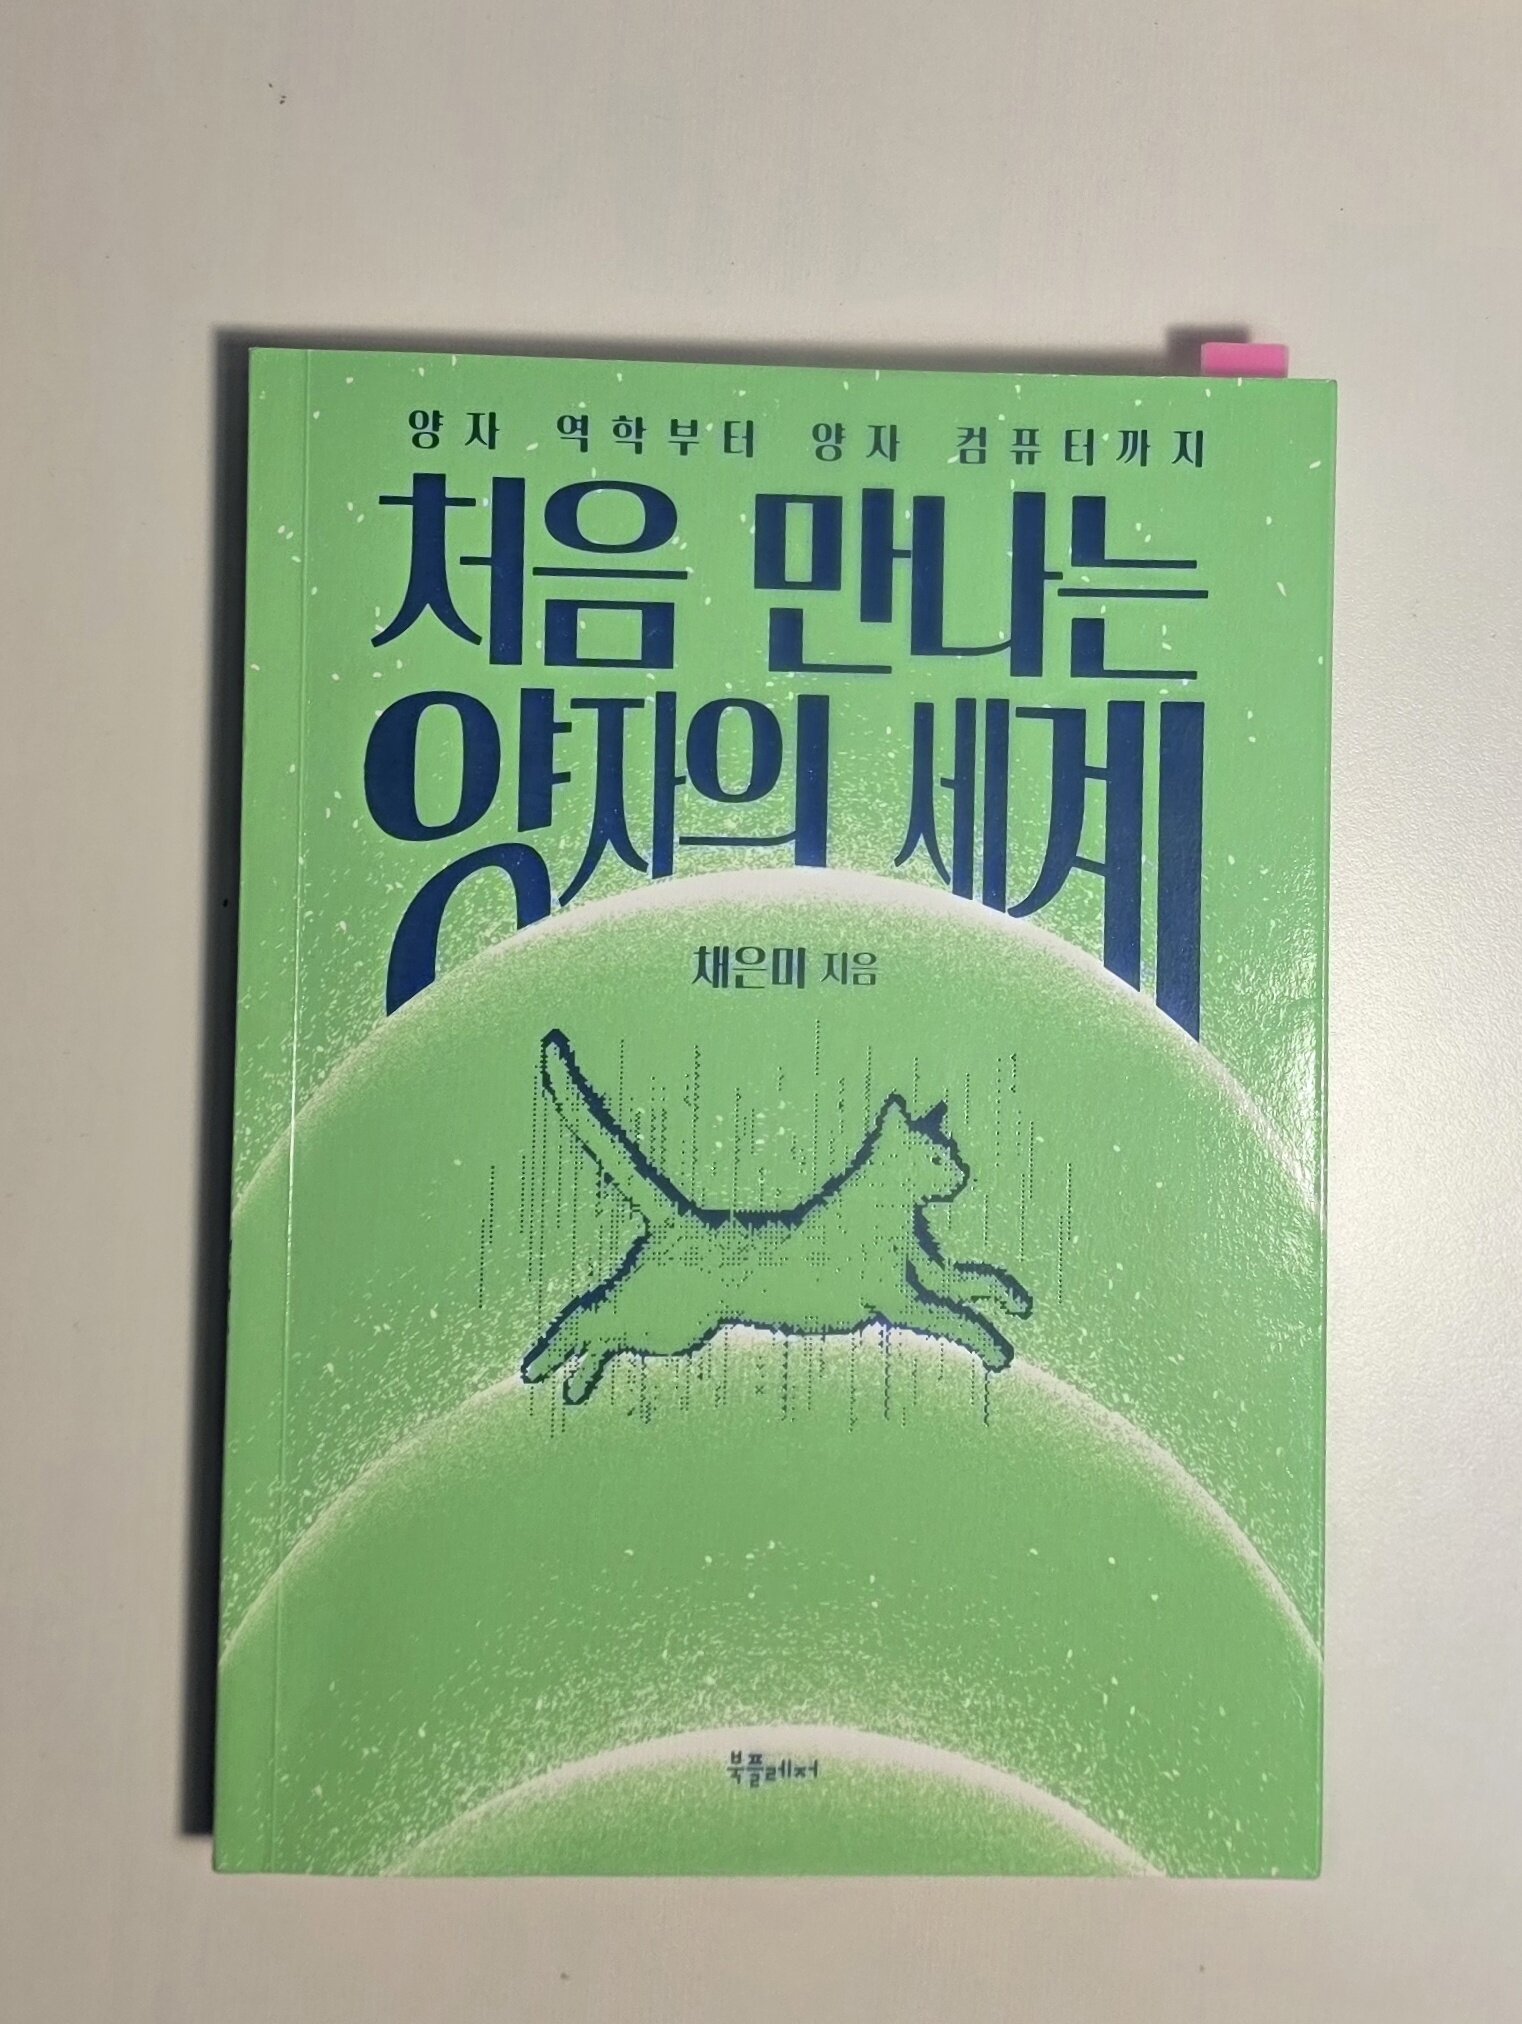 양자 역학부터 양자 컴퓨터까지
처음 만나는
양자의 세계
채은미 지음
북플레저